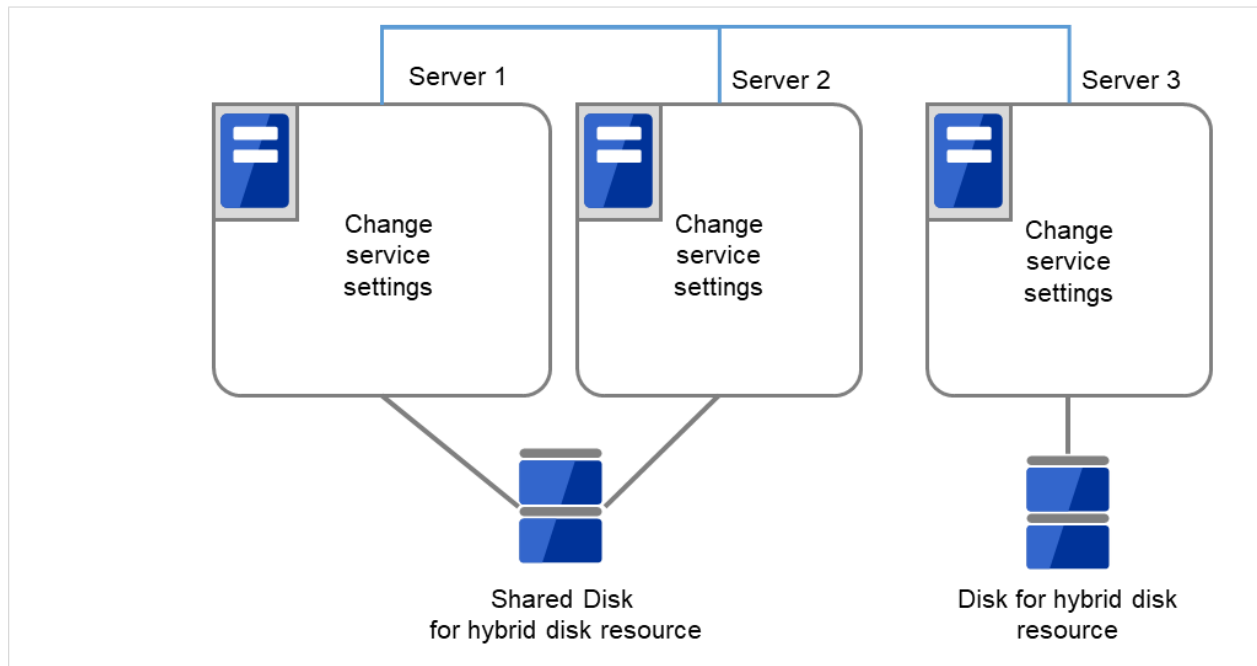 Server 1
Server 2
Server 3
Change
service
settings
Change
service
settings
Change
service
settings
Shared Disk
for hybrid disk resource
Disk for hybrid disk
resource